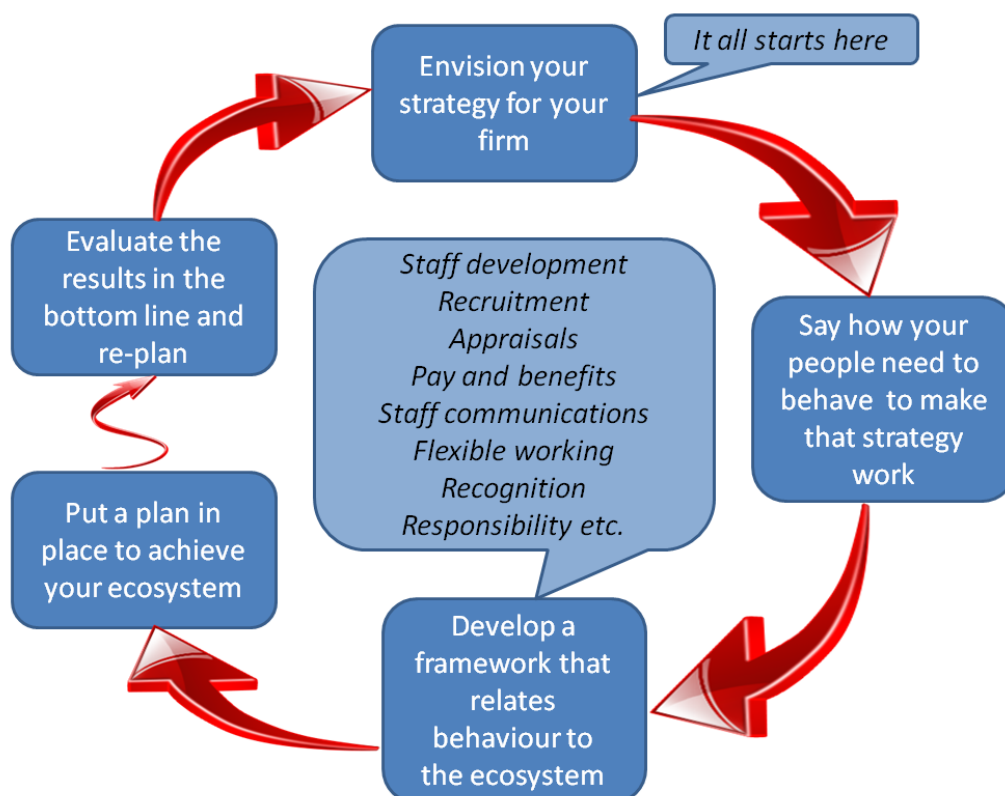 It all starts here
Envision your
strategy for your
firm
Evaluate the
results in the
bottom line and
re-plan
Staff development
Recruitment
Appraisals
Pay and benefits
Staff communications
Flexible working
Recognition
Responsibility etc.
Say how your
people need to
behave  to make
that strategy
work
Put a plan in
place to achieve
your ecosystem
Develop a
framework that
relates
behaviour to
the ecosystem